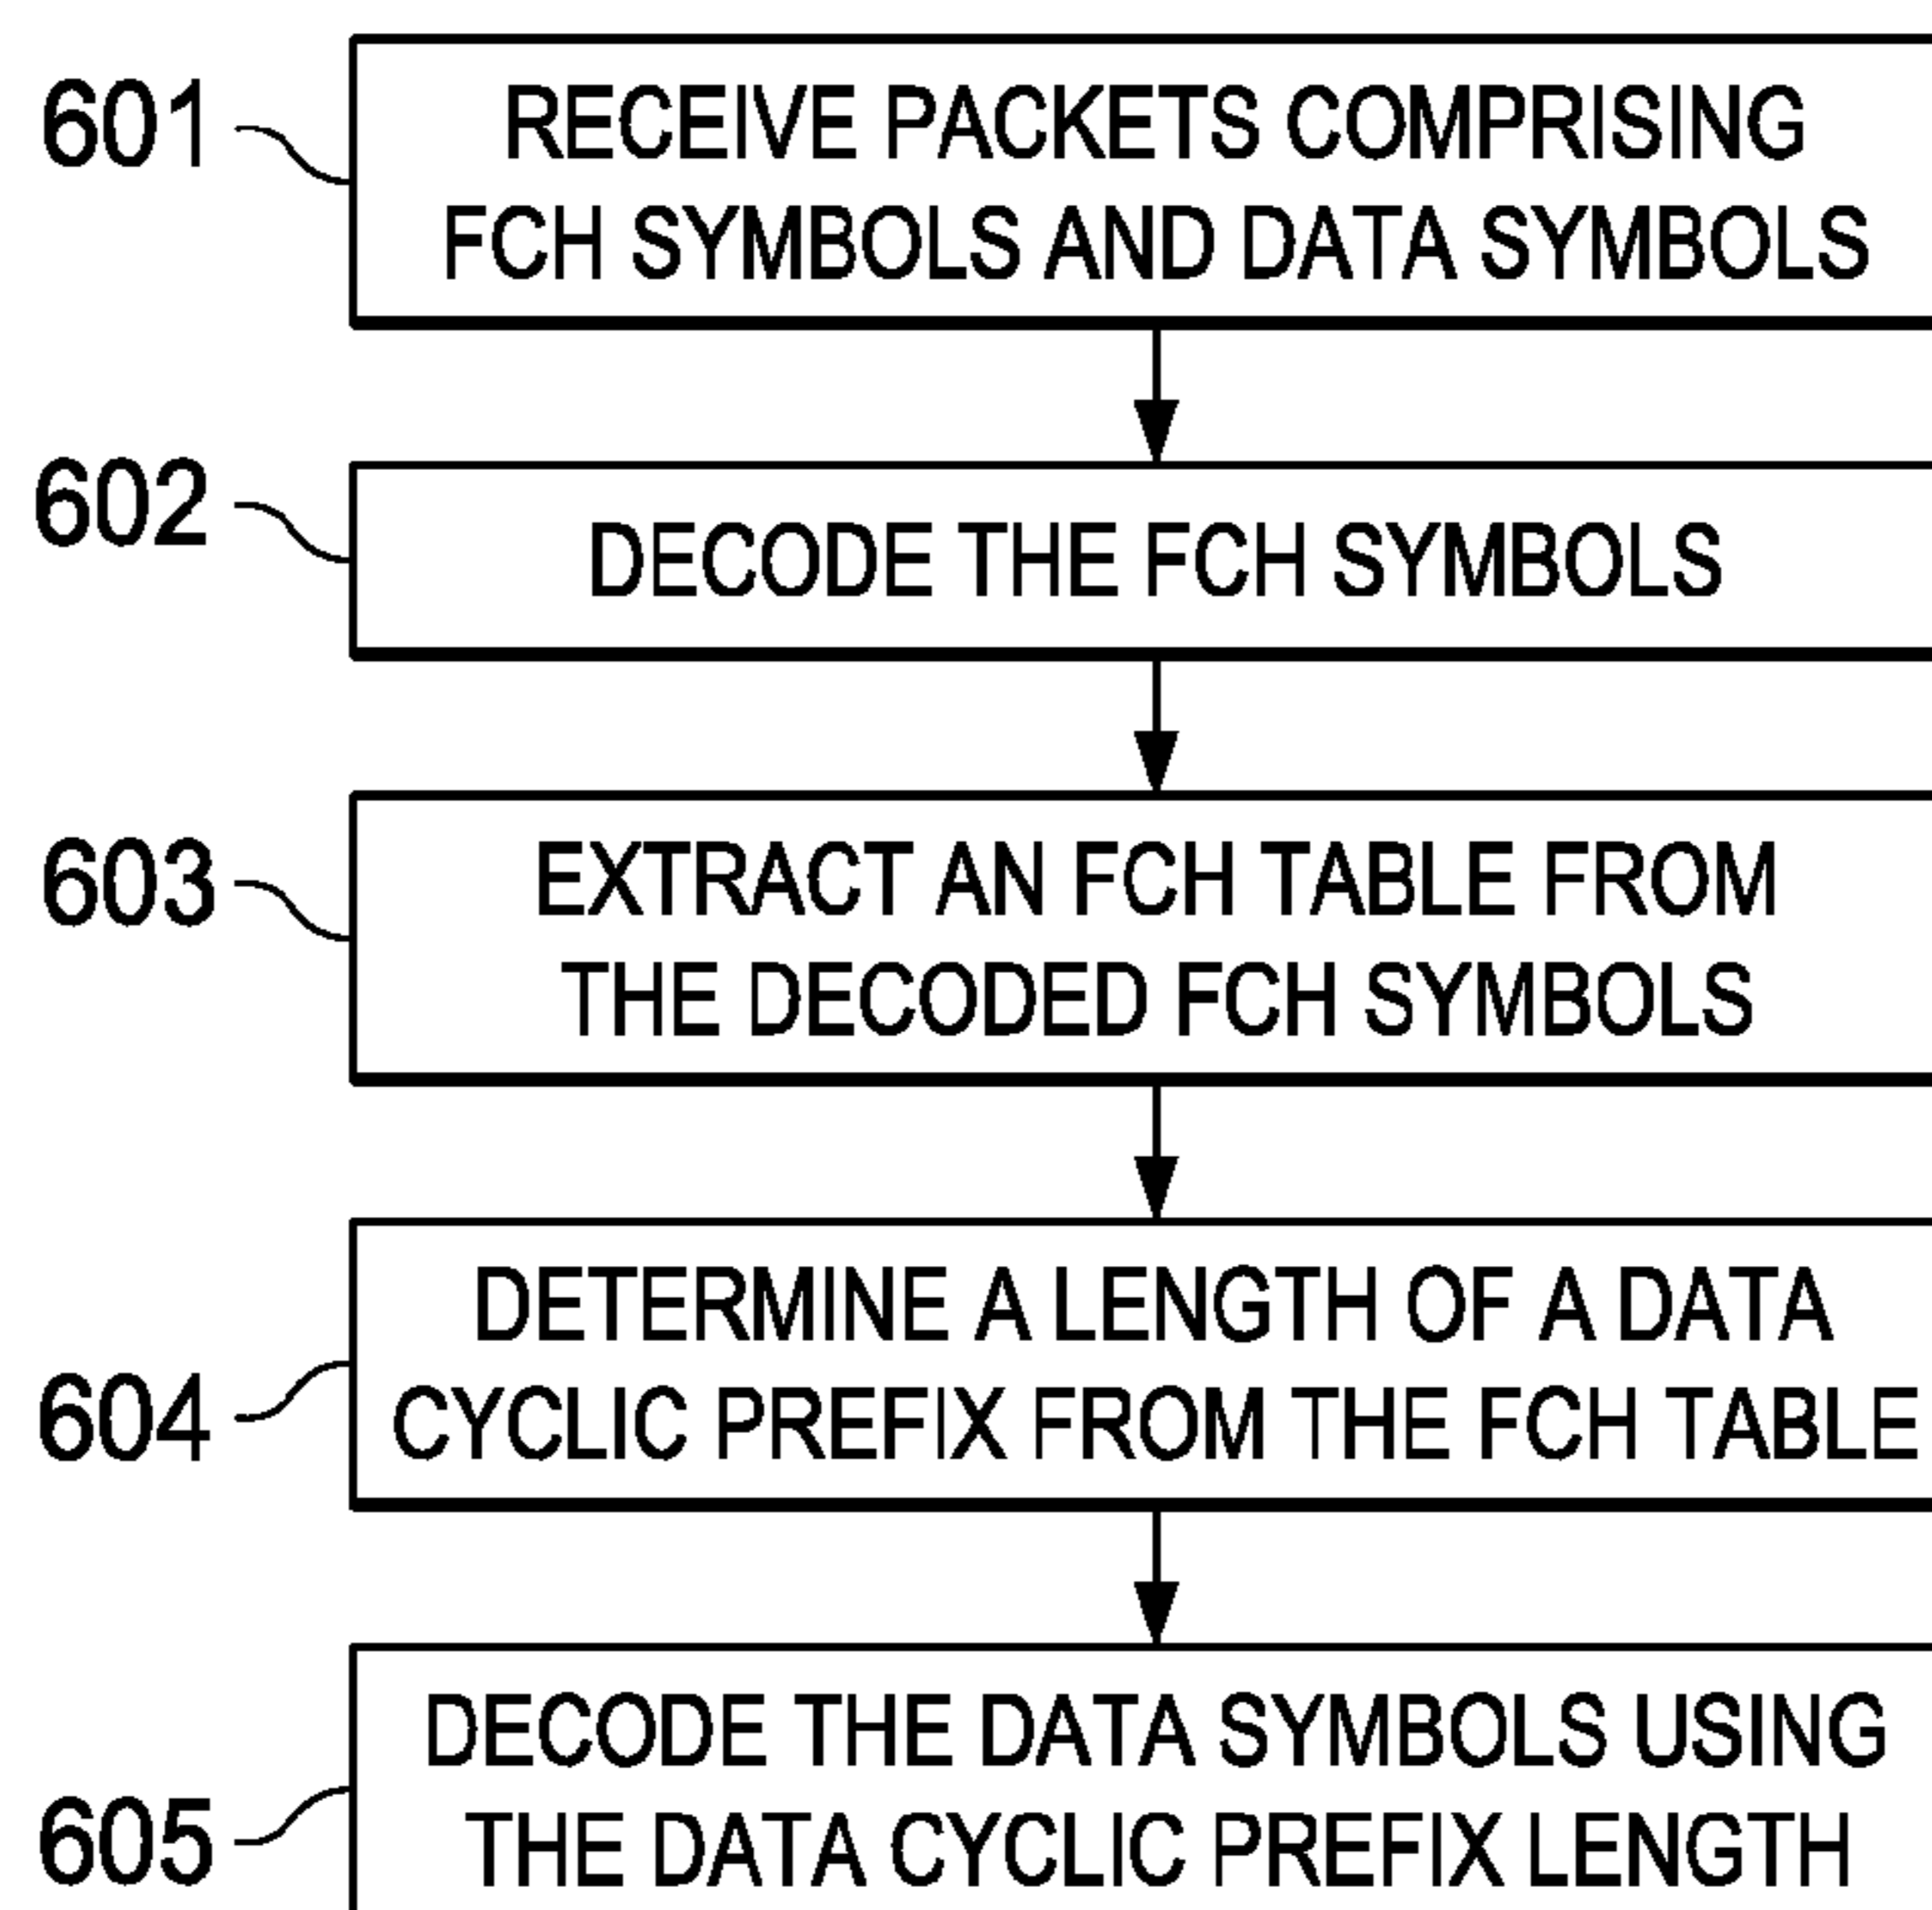 601
RECEIVE PACKETS COMPRISING
FCH SYMBOLS AND DATA SYMBOLS
602
DECODE THE FCH SYMBOLS
603
EXTRACT AN FCH TABLE FROM
THE DECODED FCH SYMBOLS
604
DETERMINE A LENGTH OF A DATA
CYCLIC PREFIX FROM THE FCH TABLE
605
DECODE THE DATA SYMBOLS USING
THE DATA CYCLIC PREFIX LENGTH